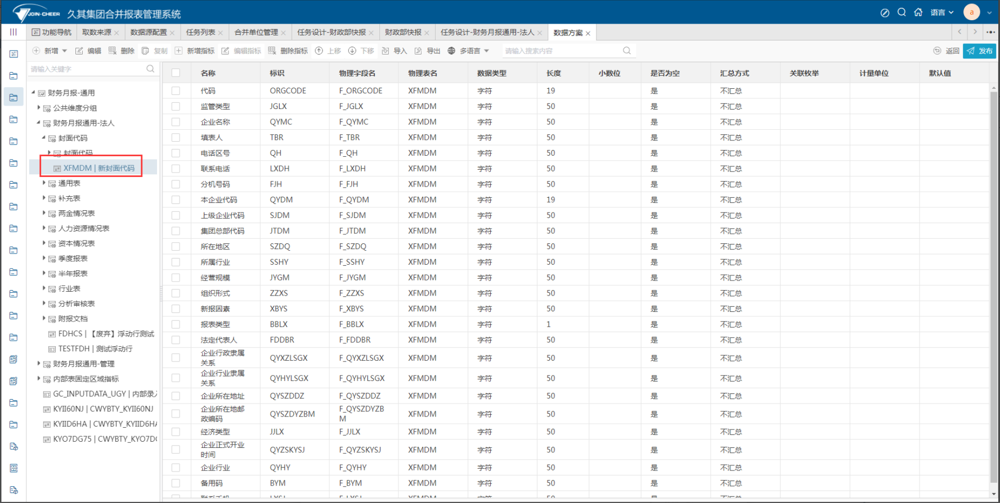 JOIN-CHEER 久其集团合并报表管理系统 语言 a
功能导航 取数来源 数据源配置 任务列表 合并单位管理 任务设计-财政部快报 财政部快报 任务设计-财务月报通用-法人 数据方案
新增 编辑 删除 复制 新增指标 编辑指标 删除指标 上移 下移 导入 导出 多语言 请输入搜索内容 返回 发布
请输入关键字
财务月报-通用
公共维度分组
财务月报通用-法人
封面代码
封面代码
XFMDM | 新封面代码
通用表
补充表
两金情况表
人力资源情况表
资本情况表
季度报表
半年报表
行业表
分析审核表
附报文档
FDHCS | 【废弃】浮动行测试
TESTFDH | 测试浮动行
财务月报通用-管理
内部表固定区域指标
GC_INPUTDATA_UGY | 内部录
KYII60NJ | CWYBTY_KYII60NJ
KYIID6HA | CWYBTY_KYIID6HA
KYO7DG75 | CWYBTY_KYO7D
名称 标识 物理字段名 物理表名 数据类型 长度 小数位 是否为空 汇总方式 关联枚举 计量单位 默认值
代码 ORGCODE F_ORGCODE XFMDM 字符 19 是 不汇总
监管类型 JGLX F_JGLX XFMDM 字符 50 是 不汇总
企业名称 QYMC F_QYMC XFMDM 字符 50 是 不汇总
填表人 TBR F_TBR XFMDM 字符 50 是 不汇总
电话区号 QH F_QH XFMDM 字符 50 是 不汇总
联系电话 LXDH F_LXDH XFMDM 字符 50 是 不汇总
分机号码 FJH F_FJH XFMDM 字符 50 是 不汇总
本企业代码 QYDM F_QYDM XFMDM 字符 19 是 不汇总
上级企业代码 SJDM F_SJDM XFMDM 字符 50 是 不汇总
集团总部代码 JTDM F_JTDM XFMDM 字符 50 是 不汇总
所在地区 SZDQ F_SZDQ XFMDM 字符 50 是 不汇总
所属行业 SSHY F_SSHY XFMDM 字符 50 是 不汇总
经营规模 JYGM F_JYGM XFMDM 字符 50 是 不汇总
组织形式 ZZXS F_ZZXS XFMDM 字符 50 是 不汇总
新报因素 XBYS F_XBYS XFMDM 字符 50 是 不汇总
报表类型 BBLX F_BBLX XFMDM 字符 1 是 不汇总
法定代表人 FDDBR F_FDDBR XFMDM 字符 50 是 不汇总
企业行政隶属
关系 QYXZLSGX F_QYXZLSGX XFMDM 字符 50 是 不汇总
企业行业隶属
关系 QYHYLSGX F_QYHYLSGX XFMDM 字符 50 是 不汇总
企业所在地址 QYSZDDZ F_QYSZDDZ XFMDM 字符 50 是 不汇总
企业所在地邮
政编码 QYSZDYZBM F_QYSZDYZB
M XFMDM 字符 50 是 不汇总
经济类型 JJLX F_JJLX XFMDM 字符 50 是 不汇总
企业正式开业
时间 QYZSKYSJ F_QYZSKYSJ XFMDM 字符 50 是 不汇总
企业行业 QYHY F_QYHY XFMDM 字符 50 是 不汇总
备用码 BYM F_BYM XFMDM 字符 50 是 不汇总
联系手机 LXSJ F_LXSJ XFMDM 字符 50 是 不汇总